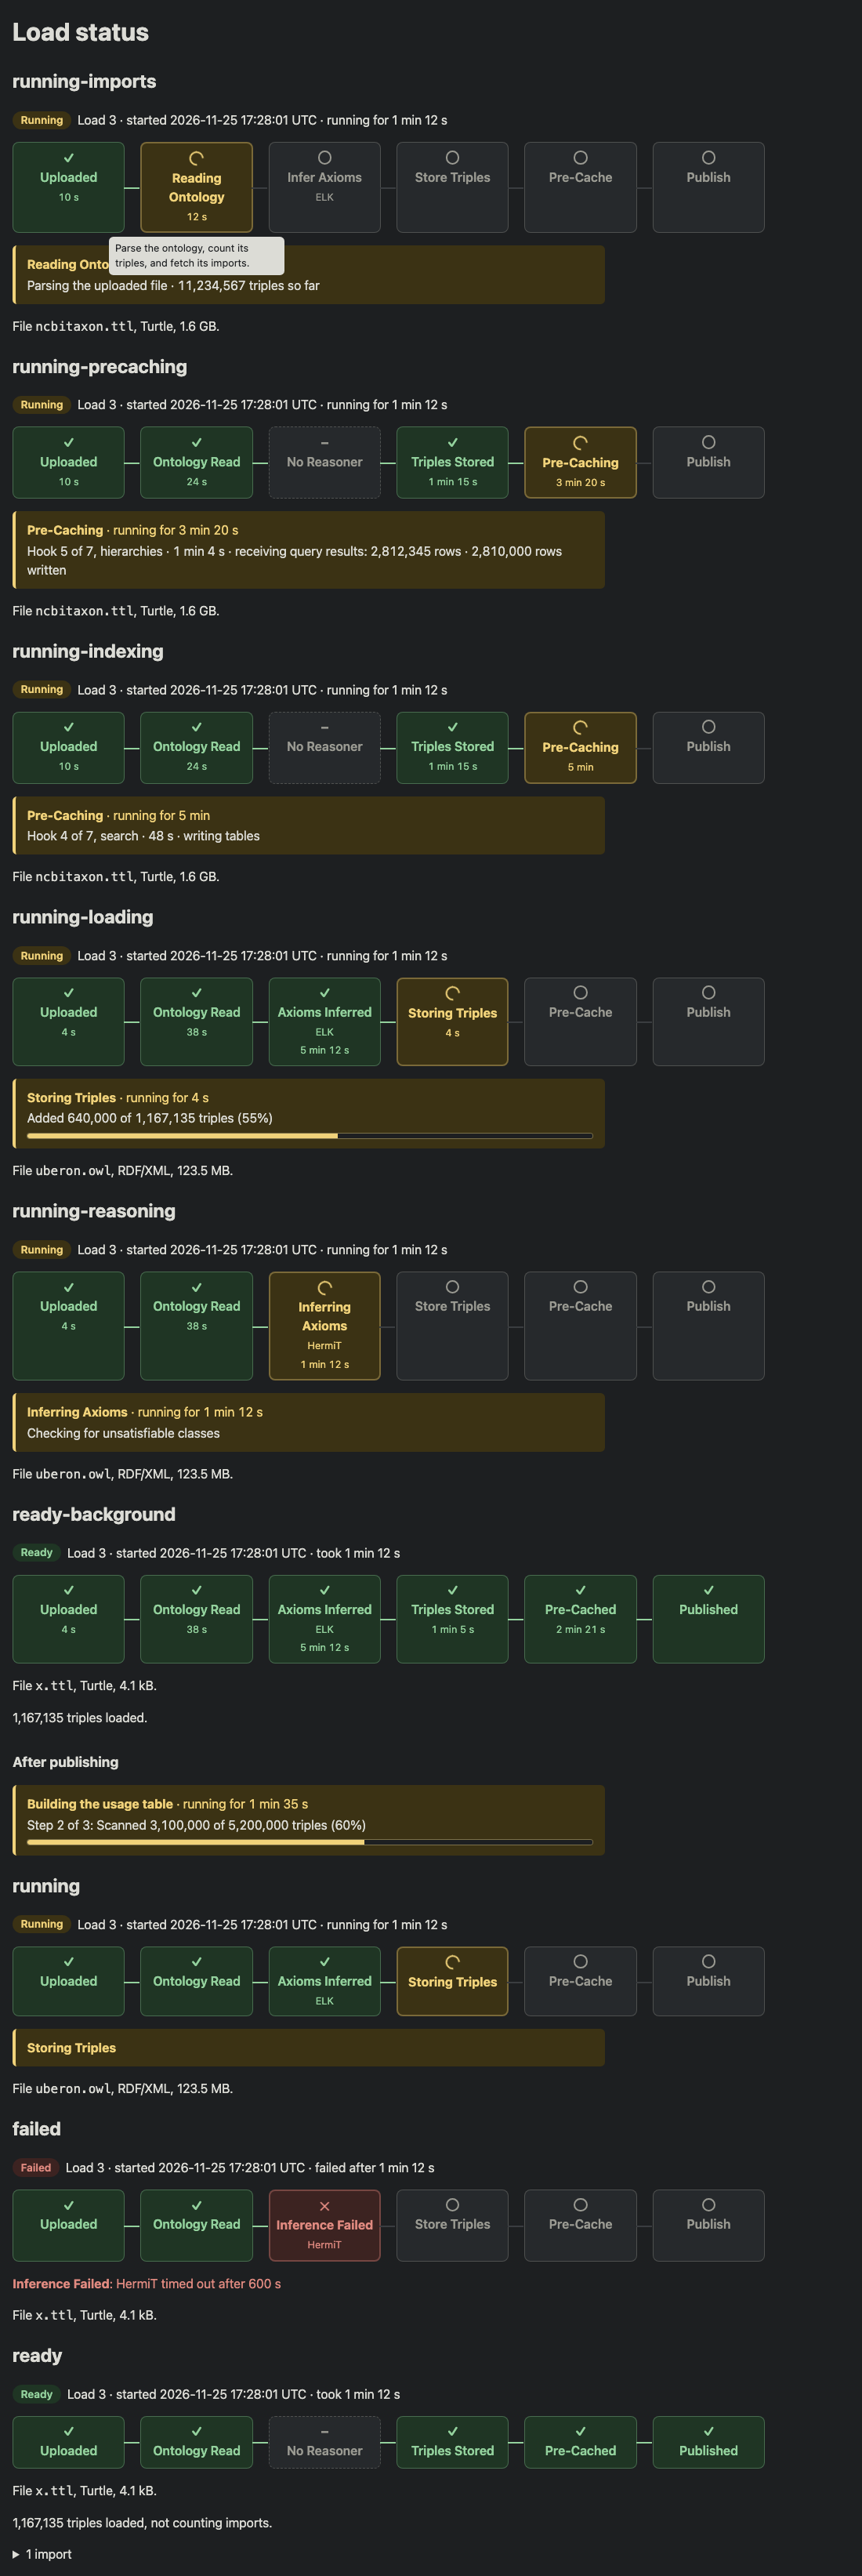 Load status
running-imports
Running Load 3 · started 2026-11-25 17:28:01 UTC · running for 1 min 12 s
Uploaded
10 s
Reading
Ontology
12 s
Infer Axioms
ELK
Store Triples
Pre-Cache
Publish
Parse the ontology, count its
triples, and fetch its imports.
Reading Onto
Parsing the uploaded file · 11,234,567 triples so far
File ncbitaxon.ttl, Turtle, 1.6 GB.
running-precaching
Running Load 3 · started 2026-11-25 17:28:01 UTC · running for 1 min 12 s
Uploaded
10 s
Ontology Read
24 s
No Reasoner
Triples Stored
1 min 15 s
Pre-Caching
3 min 20 s
Publish
Pre-Caching · running for 3 min 20 s
Hook 5 of 7, hierarchies · 1 min 4 s · receiving query results: 2,812,345 rows · 2,810,000 rows
written
File ncbitaxon.ttl, Turtle, 1.6 GB.
running-indexing
Running Load 3 · started 2026-11-25 17:28:01 UTC · running for 1 min 12 s
Uploaded
10 s
Ontology Read
24 s
No Reasoner
Triples Stored
1 min 15 s
Pre-Caching
5 min
Publish
Pre-Caching · running for 5 min
Hook 4 of 7, search · 48 s · writing tables
File ncbitaxon.ttl, Turtle, 1.6 GB.
running-loading
Running Load 3 · started 2026-11-25 17:28:01 UTC · running for 1 min 12 s
Uploaded
4 s
Ontology Read
38 s
Axioms Inferred
ELK
5 min 12 s
Storing Triples
4 s
Pre-Cache
Publish
Storing Triples · running for 4 s
Added 640,000 of 1,167,135 triples (55%)
File uberon.owl, RDF/XML, 123.5 MB.
running-reasoning
Running Load 3 · started 2026-11-25 17:28:01 UTC · running for 1 min 12 s
Uploaded
4 s
Ontology Read
38 s
Inferring
Axioms
HermiT
1 min 12 s
Store Triples
Pre-Cache
Publish
Inferring Axioms · running for 1 min 12 s
Checking for unsatisfiable classes
File uberon.owl, RDF/XML, 123.5 MB.
ready-background
Ready Load 3 · started 2026-11-25 17:28:01 UTC · took 1 min 12 s
Uploaded
4 s
Ontology Read
38 s
Axioms Inferred
ELK
5 min 12 s
Triples Stored
1 min 5 s
Pre-Cached
2 min 21 s
Published
File x.ttl, Turtle, 4.1 kB.
1,167,135 triples loaded.
After publishing
Building the usage table · running for 1 min 35 s
Step 2 of 3: Scanned 3,100,000 of 5,200,000 triples (60%)
running
Running Load 3 · started 2026-11-25 17:28:01 UTC · running for 1 min 12 s
Uploaded
Ontology Read
Axioms Inferred
ELK
Storing Triples
Pre-Cache
Publish
Storing Triples
File uberon.owl, RDF/XML, 123.5 MB.
failed
Failed Load 3 · started 2026-11-25 17:28:01 UTC · failed after 1 min 12 s
Uploaded
Ontology Read
Inference Failed
HermiT
Store Triples
Pre-Cache
Publish
Inference Failed: HermiT timed out after 600 s
File x.ttl, Turtle, 4.1 kB.
ready
Ready Load 3 · started 2026-11-25 17:28:01 UTC · took 1 min 12 s
Uploaded
Ontology Read
No Reasoner
Triples Stored
Pre-Cached
Published
File x.ttl, Turtle, 4.1 kB.
1,167,135 triples loaded, not counting imports.
1 import